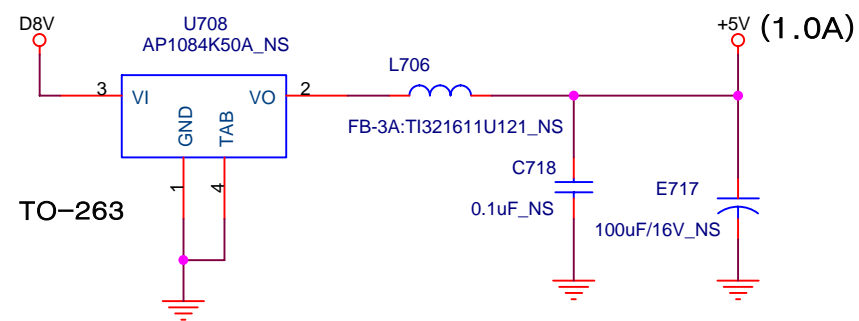 D8V
U708
AP1084K50A_NS
+5V (1.0A)
L706
3
VI
VO
2
GND
TAB
FB-3A:TI321611U121_NS
1
4
C718
0.1uF_NS
E717
100uF/16V_NS
TO-263